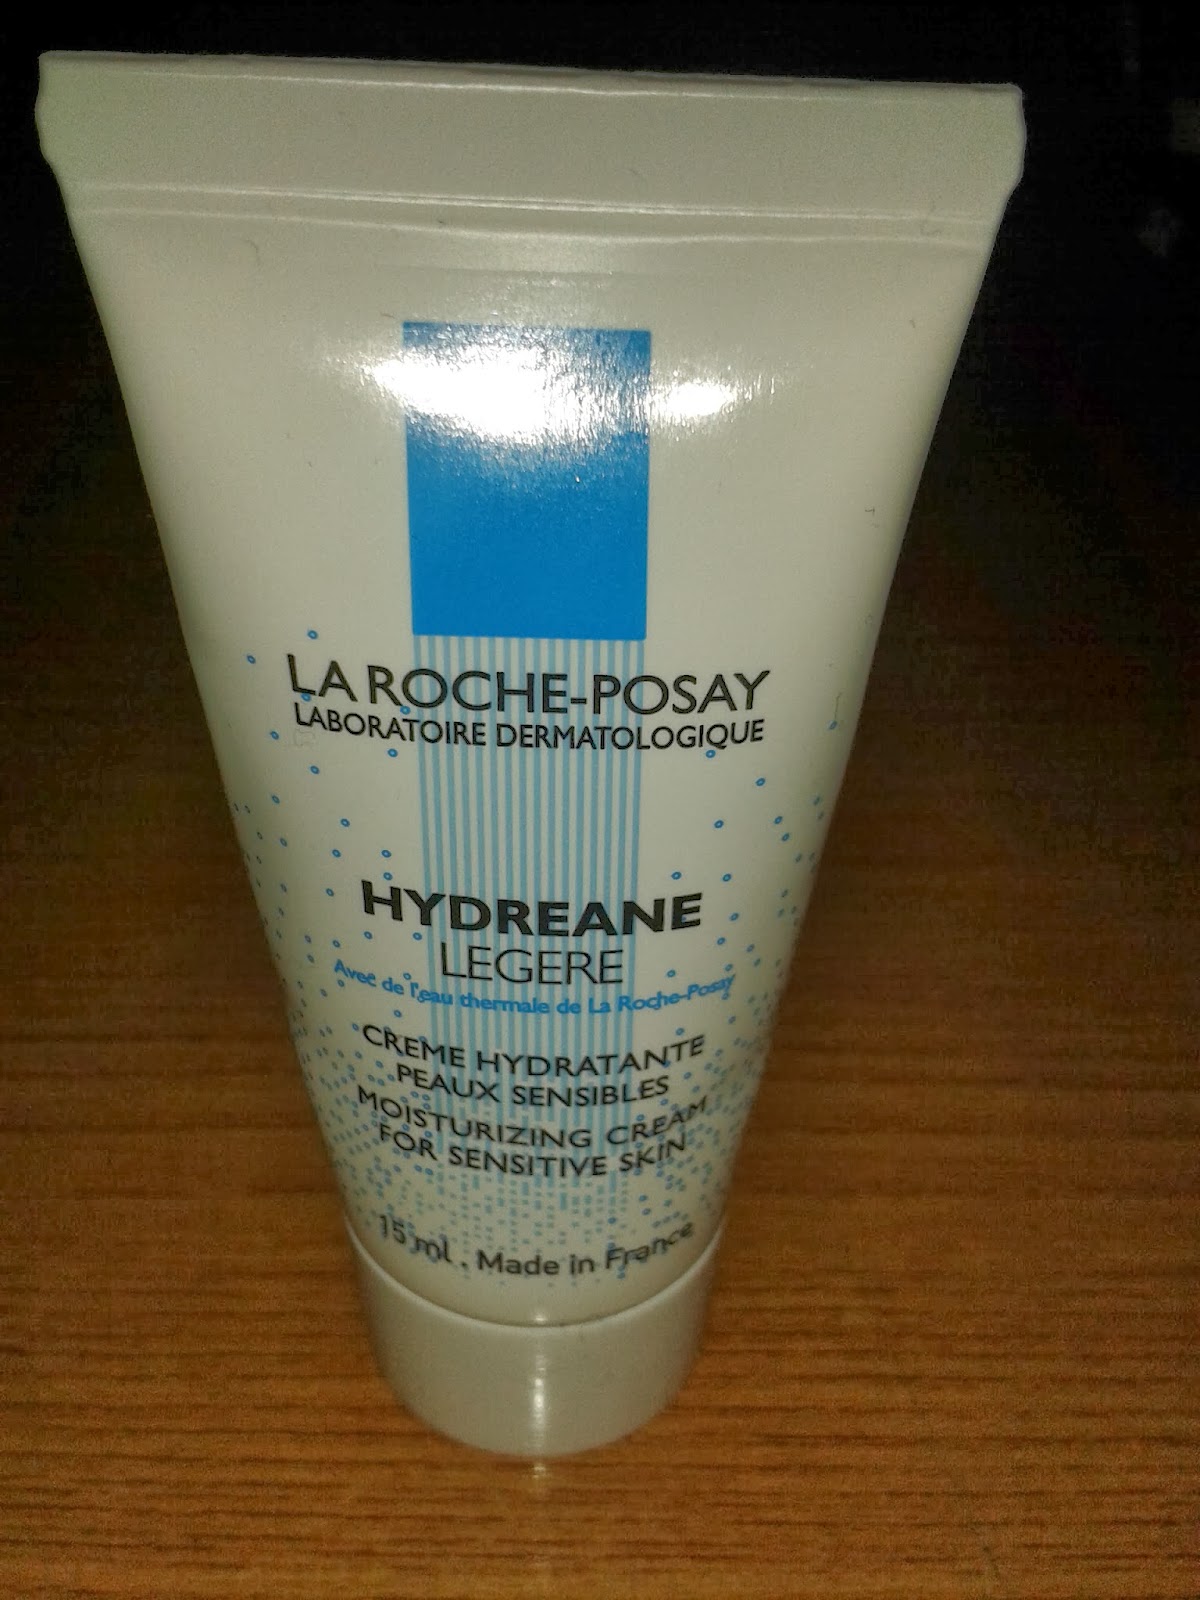 LA ROCHE-POSAY
LABORATOIRE DERMATOLOGIQUE
HYDREANE
LEGERE
Avec de l'eau thermale de La Roche-Posay
CREME HYDRATANTE
PEAUX SENSIBLES
MOISTURIZING CREAM
FOR SENSITIVE SKIN
15 ml . Made in France